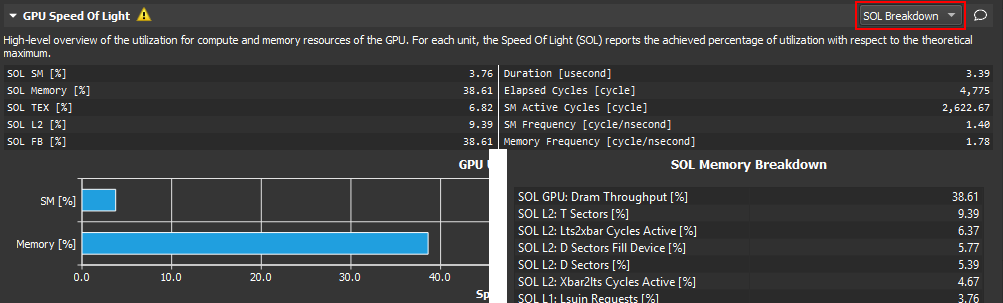 GPU Speed Of Light
SOL Breakdown
High-level overview of the utilization for compute and memory resources of the GPU. For each unit, the Speed Of Light (SOL) reports the achieved percentage of utilization with respect to the theoretical
maximum.
SOL SM [%] 3.76 Duration [usecond] 3.39
SOL Memory [%] 38.61 Elapsed Cycles [cycle] 4,775
SOL TEX [%] 6.82 SM Active Cycles [cycle] 2,622.67
SOL L2 [%] 9.39 SM Frequency [cycle/nsecond] 1.40
SOL FB [%] 38.61 Memory Frequency [cycle/nsecond] 1.78
GPU
SM [%]
Memory [%]
0.0 10.0 20.0 30.0 40.0
Sp
SOL Memory Breakdown
SOL GPU: Dram Throughput [%] 38.61
SOL L2: T Sectors [%] 9.39
SOL L2: Lts2xbar Cycles Active [%] 6.37
SOL L2: D Sectors Fill Device [%] 5.77
SOL L2: D Sectors [%] 5.39
SOL L2: Xbar2lts Cycles Active [%] 4.67
SOL L1: Lsuin Requests [%] 3.76